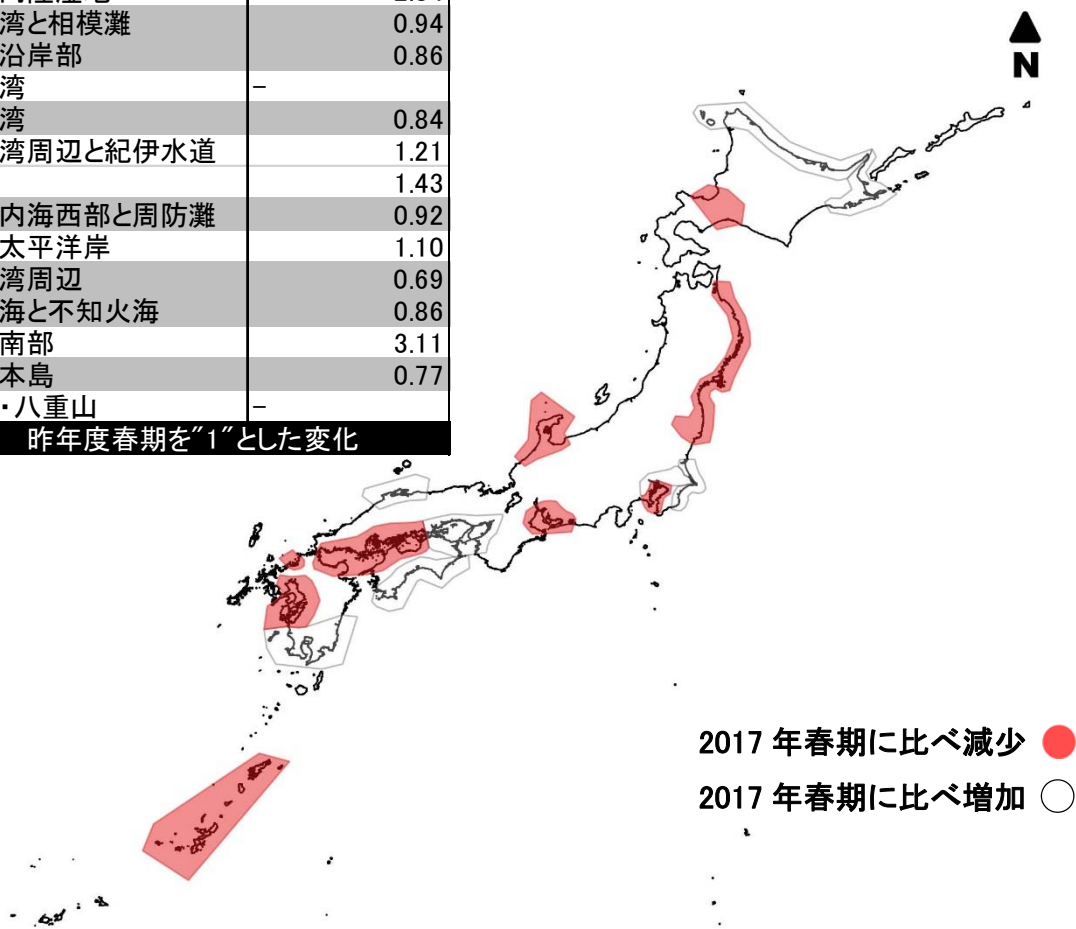 湾と相模灘 0.94
沿岸部 0.86
湾 -
湾 0.84
湾周辺と紀伊水道 1.21
1.43
内海西部と周防灘 0.92
太平洋岸 1.10
湾周辺 0.69
海と不知火海 0.86
南部 3.11
本島 0.77
・八重山 -
昨年度春期を"1"とした変化
N
2017 年春期に比べ減少
2017 年春期に比べ増加